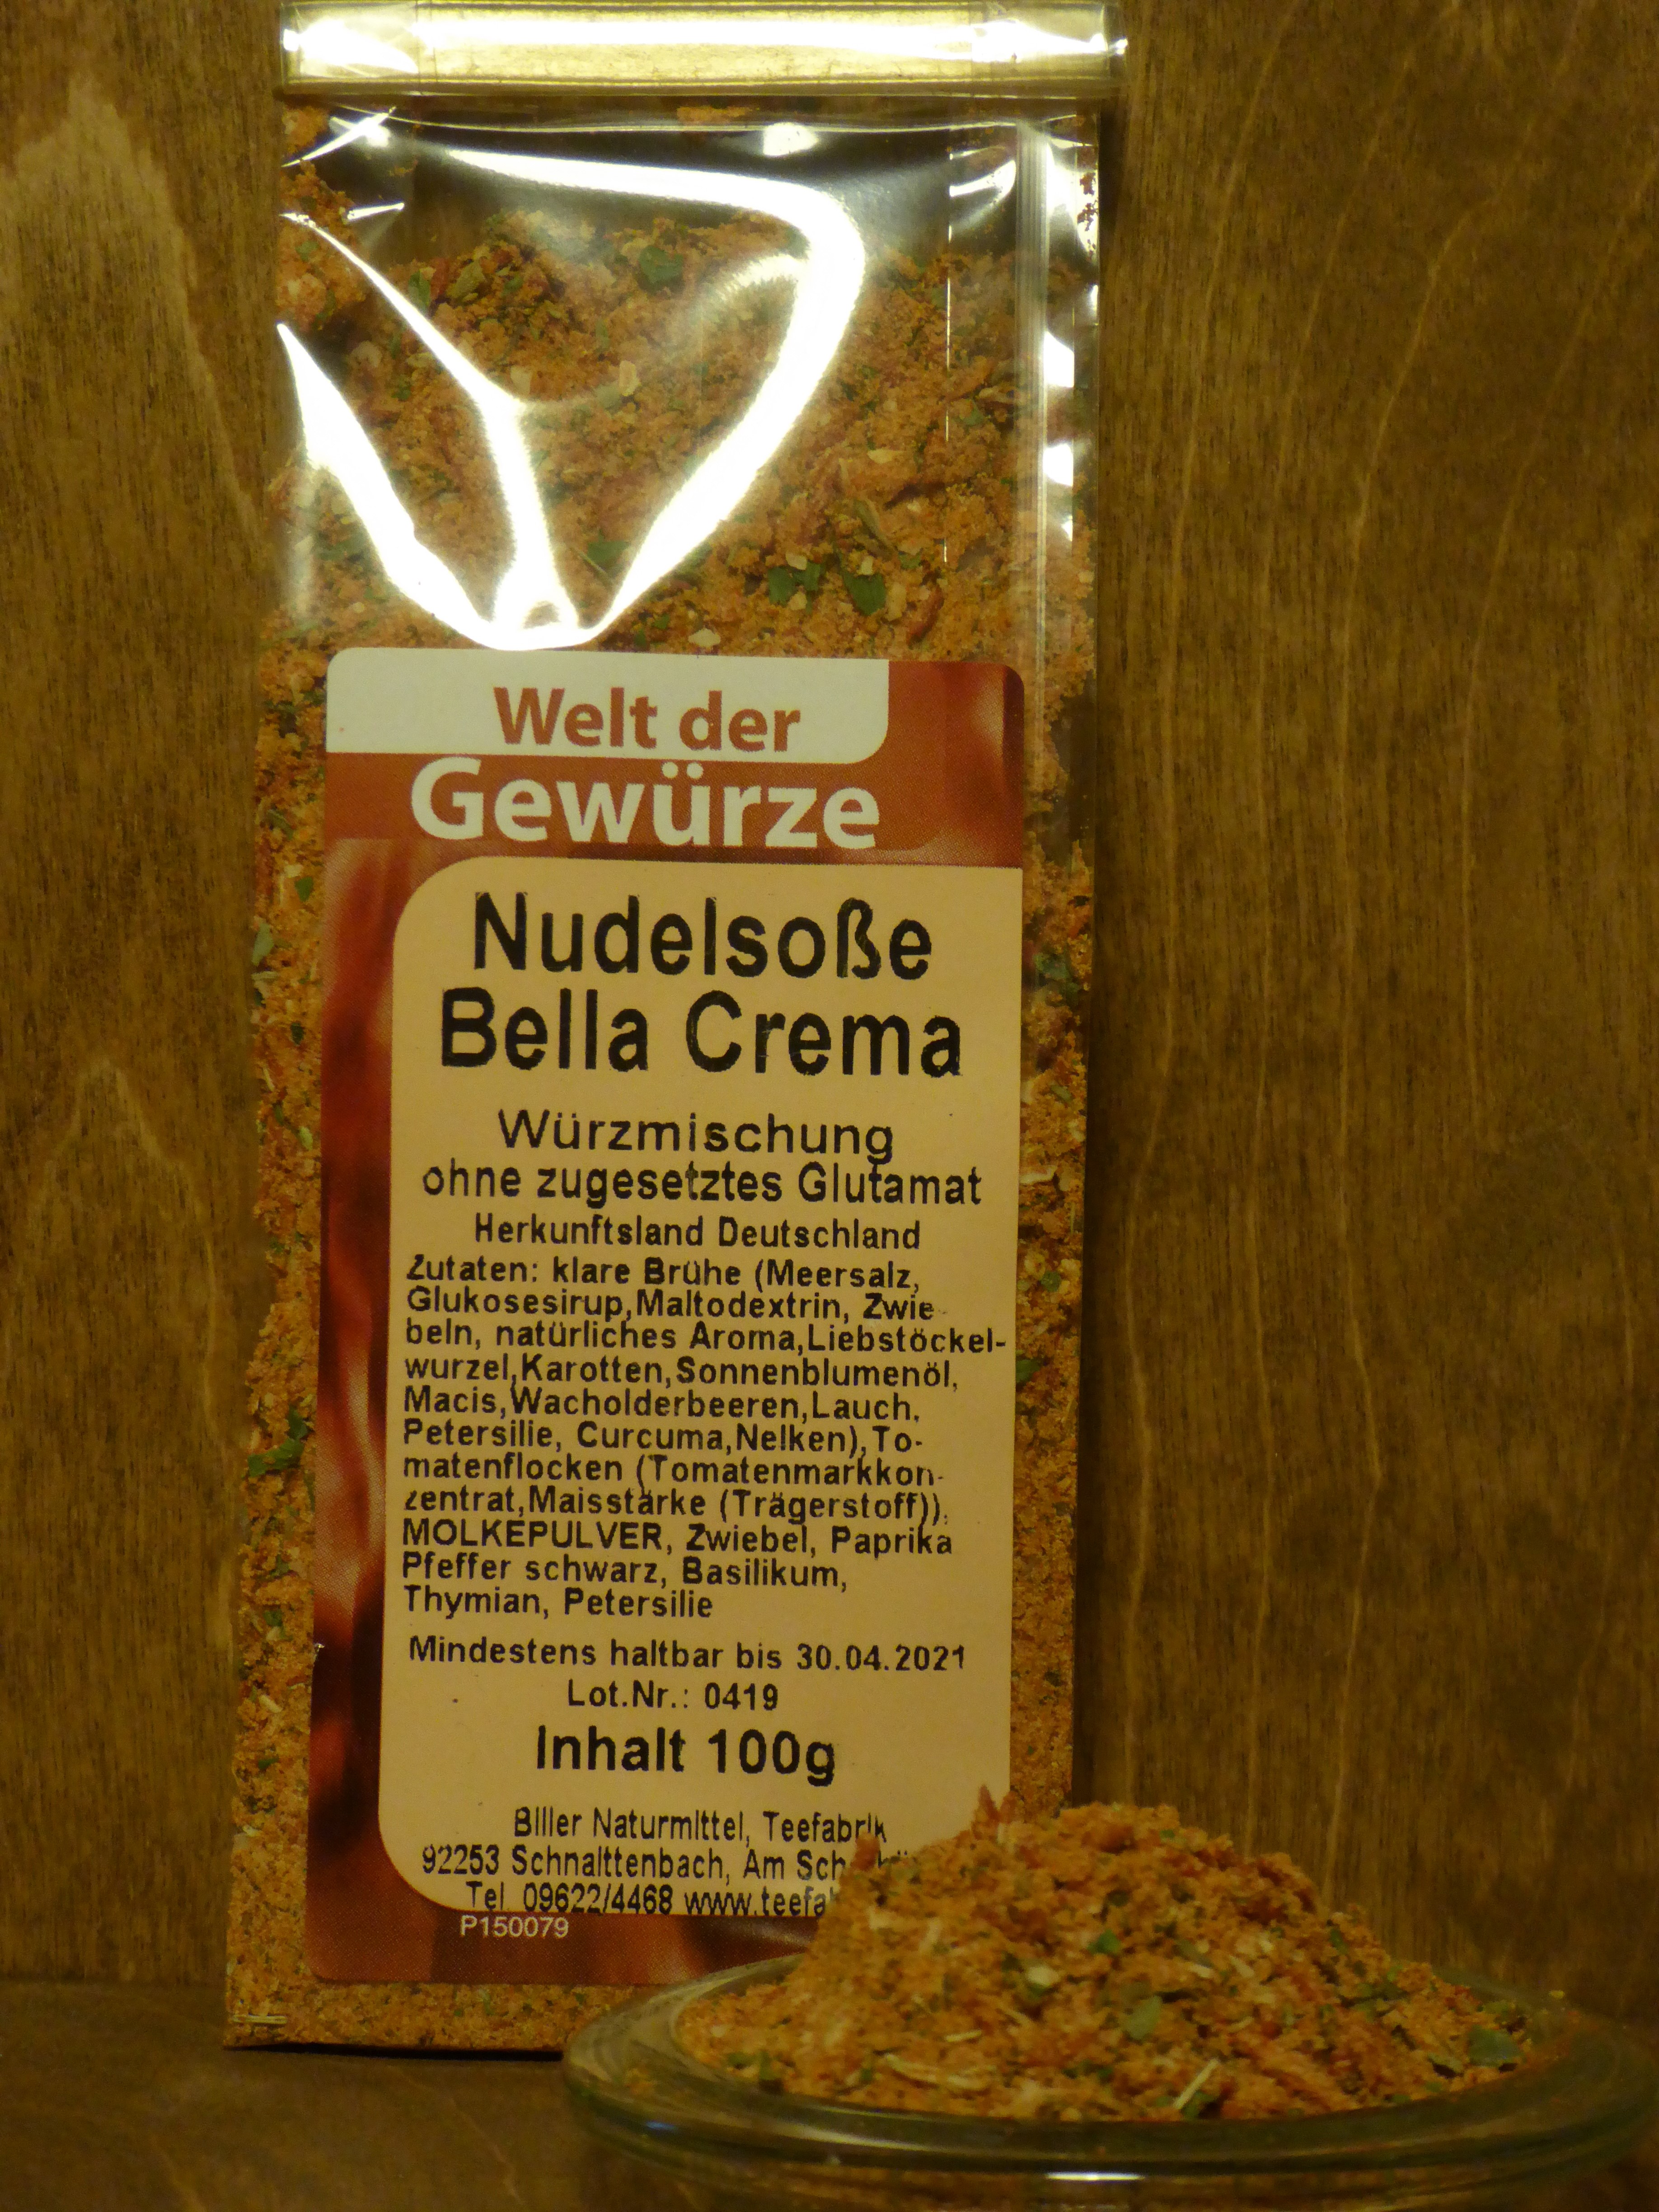 Welt der
Gewürze
Nudelsoße
Bella Crema
Würzmischung
ohne zugesetztes Glutamat
Herkunftsland Deutschland
Zutaten: klare Brühe (Meersalz,
Glukosesirup,Maltodextrin, Zwie-
beln, natürliches Aroma,Liebstöckel-
wurzel,Karotten,Sonnenblumenöl,
Macis,Wacholderbeeren,Lauch,
Petersilie, Curcuma,Nelken),To-
matenflocken (Tomatenmarkkon-
zentrat,Maisstärke (Trägerstoff)),
MOLKEPULVER, Zwiebel, Paprika
Pfeffer schwarz, Basilikum,
Thymian, Petersilie
Mindestens haltbar bis 30.04.2021
Lot.Nr.: 0419
Inhalt 100g
Biller Naturmittel, Teefabrik
92253 Schnaittenbach, Am
Tel. 09622/4468
P150079